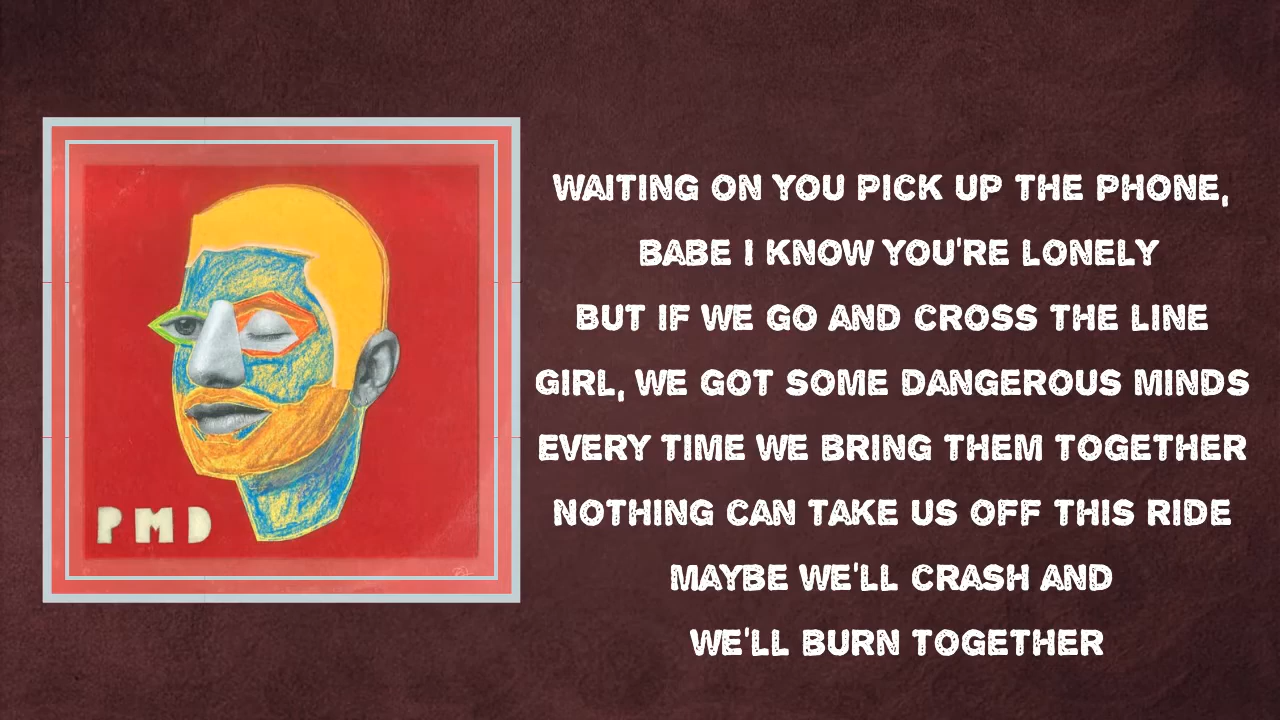 WAITING ON YOU PICK UP THE PHONE,
BABE I KNOW YOU'RE LONELY
BUT IF WE GO AND CROSS THE LINE
GIRL, WE GOT SOME DANGEROUS MINDS
EVERY TIME WE BRING THEM TOGETHER
NOTHING CAN TAKE US OFF THIS RIDE
MAYBE WE'LL CRASH AND
WE'LL BURN TOGETHER
PMD